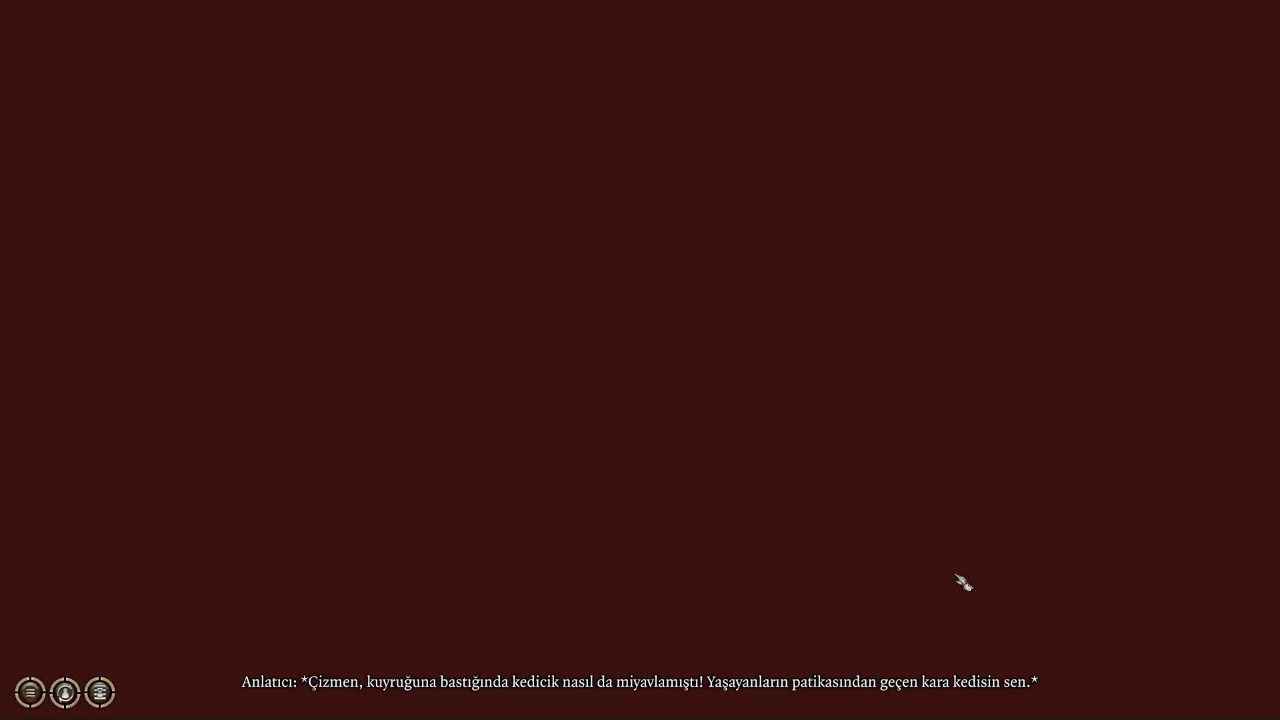 Anlatıcı: *Çizmen, kuyruğuna bastığında kedicik nasıl da miyavlamıştı! Yaşayanların patikasından geçen kara kedisin sen.*